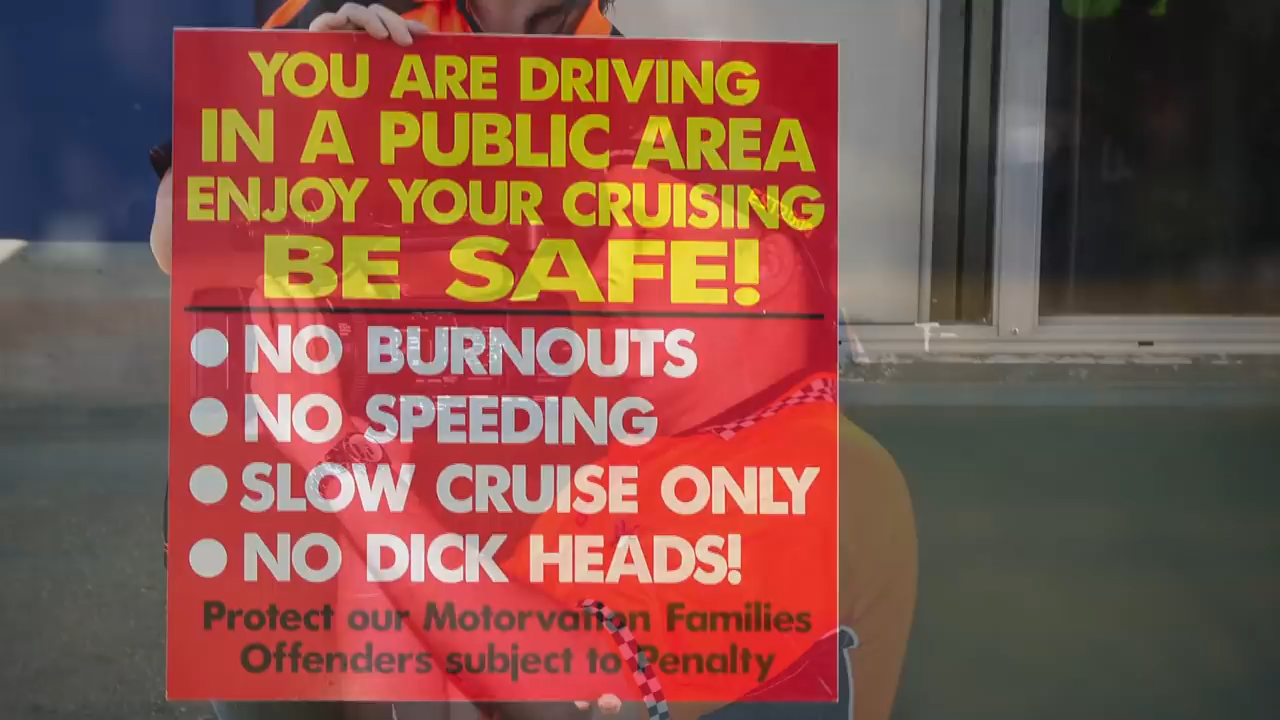 YOU ARE DRIVING
IN A PUBLIC AREA
ENJOY YOUR CRUISING
BE SAFE!
● NO BURNOUTS
● NO SPEEDING
● SLOW CRUISE ONLY
● NO DICK HEADS!
Protect our Motorvation Families
Offenders subject to Penalty